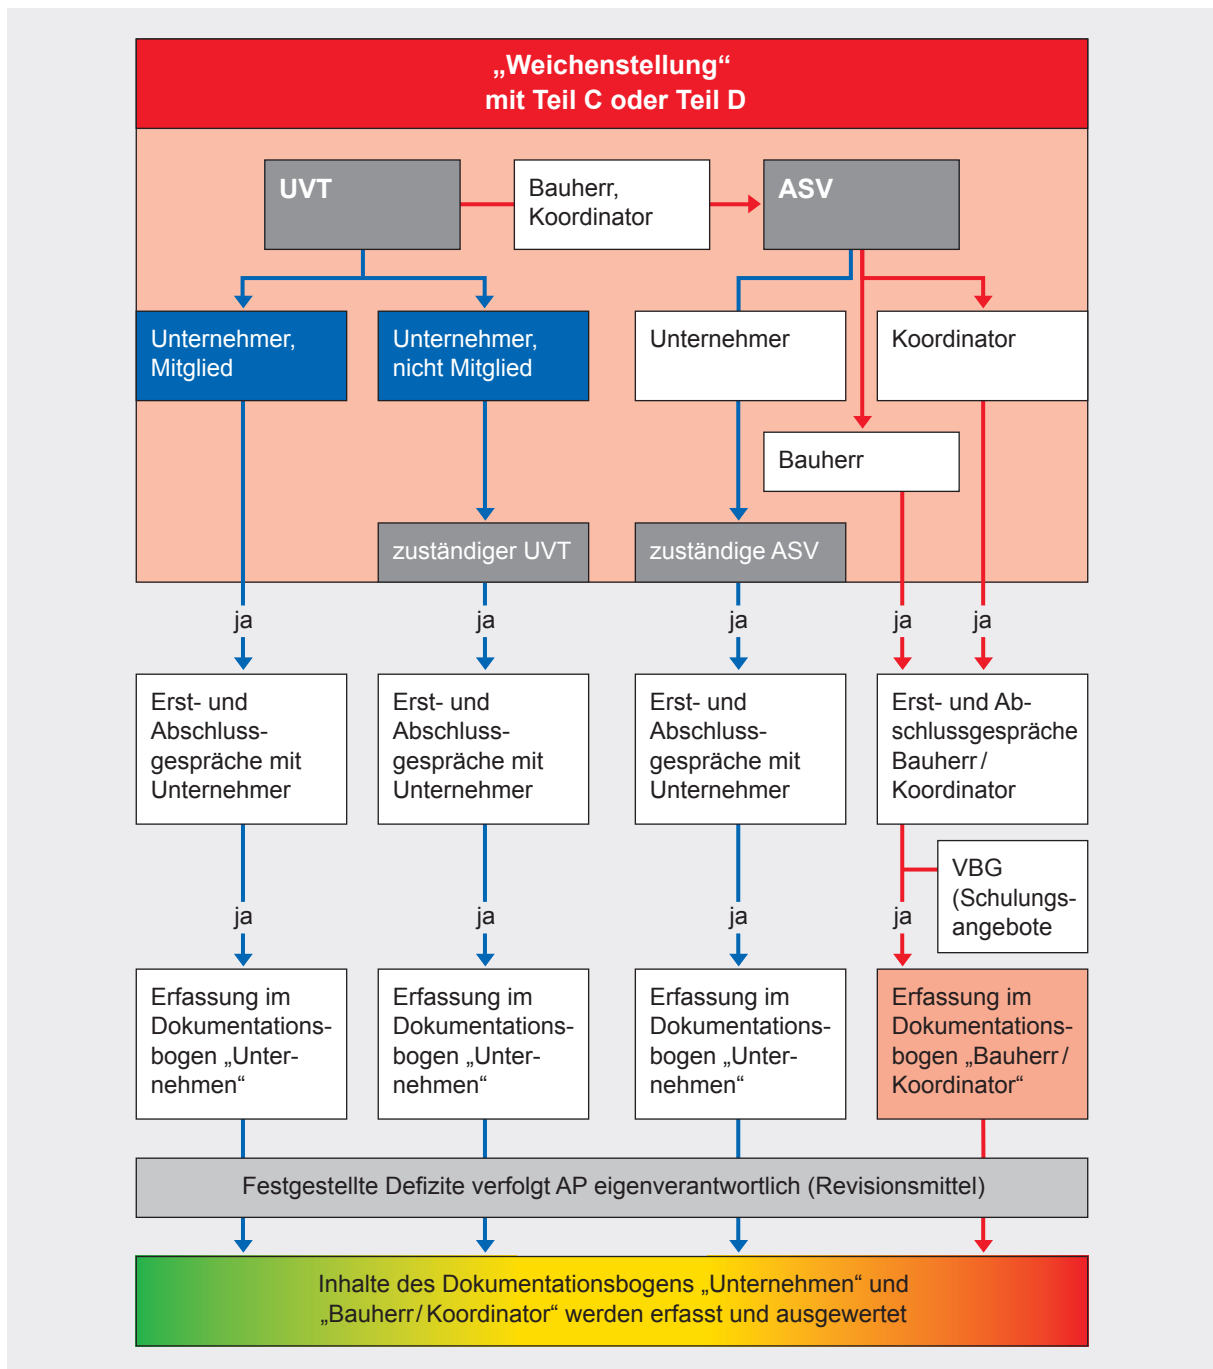 „Weichenstellung“
mit Teil C oder Teil D
UVT
Bauherr,
Koordinator
ASV
Unternehmer,
Mitglied
Unternehmer,
nicht Mitglied
Unternehmer
Koordinator
Bauherr
zuständiger UVT
zuständige ASV
ja
ja
ja
ja
ja
Erst- und
Abschluss-
gespräche mit
Unternehmer
Erst- und
Abschluss-
gespräche mit
Unternehmer
Erst- und
Abschluss-
gespräche mit
Unternehmer
Erst- und Ab-
schlussgespräche
Bauherr/
Koordinator
VBG
(Schulungs-
angebote
ja
ja
ja
ja
Erfassung im
Dokumentations-
bogen „Unter-
nehmen“
Erfassung im
Dokumentations-
bogen „Unter-
nehmen“
Erfassung im
Dokumentations-
bogen „Unter-
nehmen“
Erfassung im
Dokumentations-
bogen „Bauherr/
Koordinator“
Festgestellte Defizite verfolgt AP eigenverantwortlich (Revisionsmittel)
Inhalte des Dokumentationsbogens „Unternehmen“ und
„Bauherr/Koordinator“ werden erfasst und ausgewertet